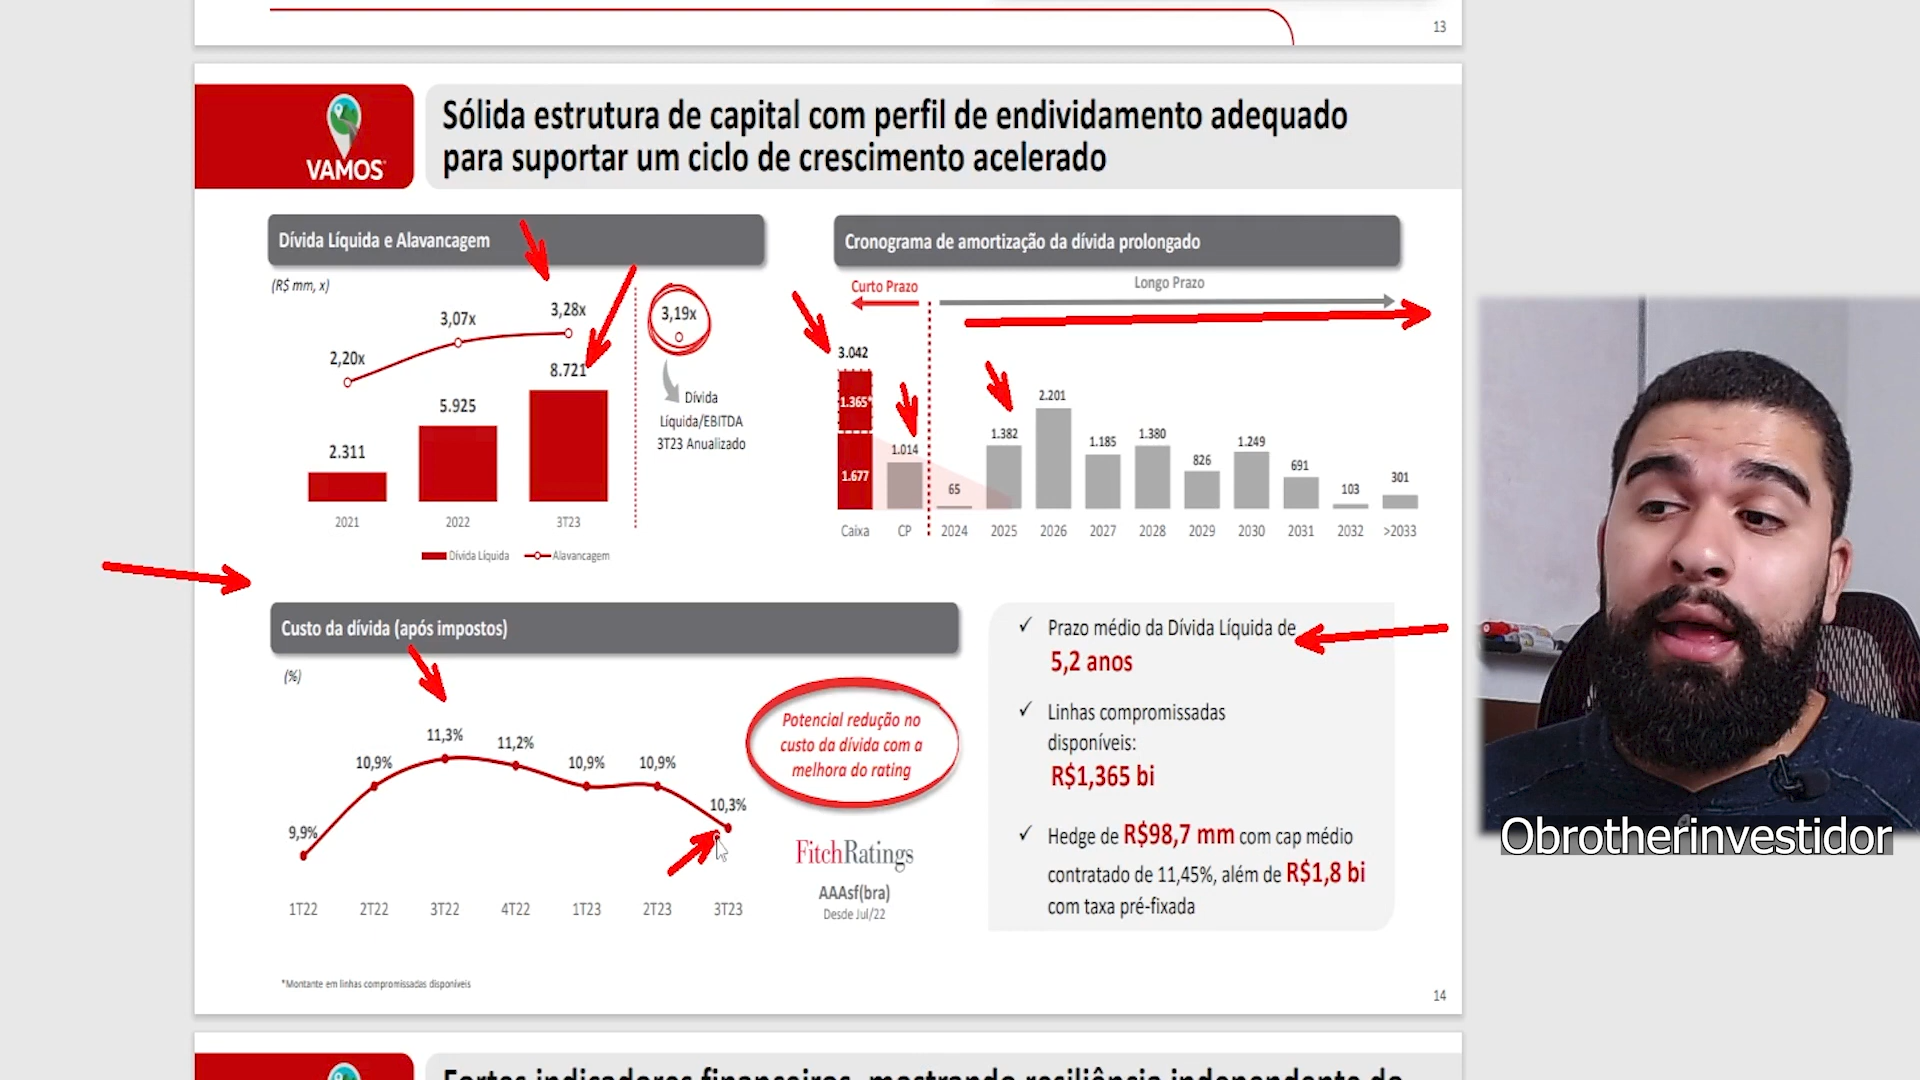 13
VAMOS
Sólida estrutura de capital com perfil de endividamento adequado
para suportar um ciclo de crescimento acelerado
Dívida Líquida e Alavancagem
(R$ mm, x)
2,20x
3,07x
3,28x
3,19x
2.311
5.925
8.721
Dívida
Líquida/EBITDA
3T23 Anualizado
2021
2022
3T23
Dívida Líquida
Alavancagem
Cronograma de amortização da dívida prolongado
Curto Prazo
Longo Prazo
3.042
1.365*
1.677
1.014
65
1.382
2.201
1.185
1.380
826
1.249
691
103
301
Caixa
CP
2024
2025
2026
2027
2028
2029
2030
2031
2032
>2033
Custo da dívida (após impostos)
(%)
9,9%
10,9%
11,3%
11,2%
10,9%
10,9%
10,3%
1T22
2T22
3T22
4T22
1T23
2T23
3T23
Potencial redução no
custo da dívida com a
melhora do rating
FitchRatings
AAAsf(bra)
Desde Jul/22
✓ Prazo médio da Dívida Líquida de
5,2 anos
✓ Linhas compromissadas
disponíveis:
R$1,365 bi
✓ Hedge de R$98,7 mm com cap médio
contratado de 11,45%, além de R$1,8 bi
com taxa pré-fixada
*Montante em linhas compromissadas disponíveis
14
Obrotherinvestidor
Fortes indicadores financeiros, mostrando resiliência independente do